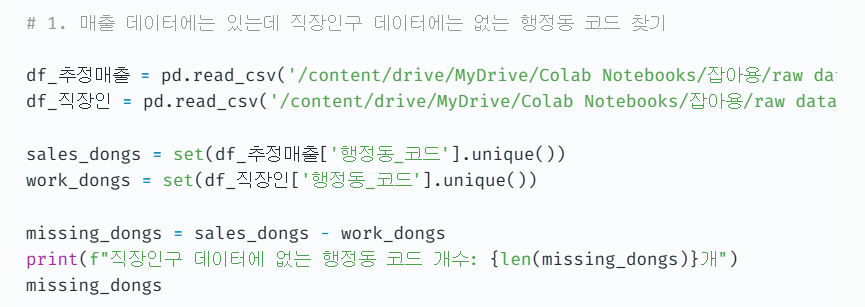 # 1. 매출 데이터에는 있는데 직장인구 데이터에는 없는 행정동 코드 찾기
df_추정매출 = pd.read_csv('/content/drive/MyDrive/Colab Notebooks/잡아용/raw dat
df_직장인 = pd.read_csv('/content/drive/MyDrive/Colab Notebooks/잡아용/raw data
sales_dongs = set(df_추정매출['행정동_코드'].unique())
work_dongs = set(df_직장인['행정동_코드'].unique())
missing_dongs = sales_dongs - work_dongs
print(f"직장인구 데이터에 없는 행정동 코드 개수: {len(missing_dongs)}개")
missing_dongs